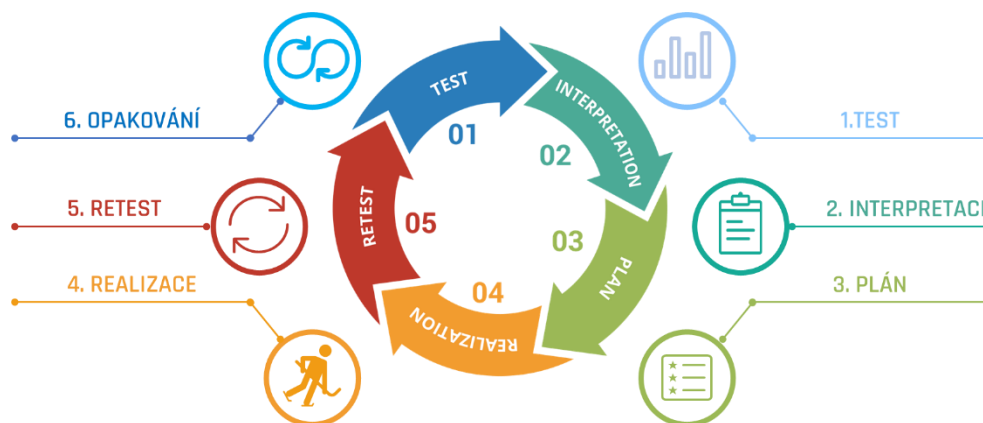 6. OPAKOVÁNÍ
5. RETEST
4. REALIZACE
TEST
01
INTERPRETATION
02
PLAN
03
REALIZATION
04
RETEST
05
1.TEST
2. INTERPRETAC
3. PLÁN